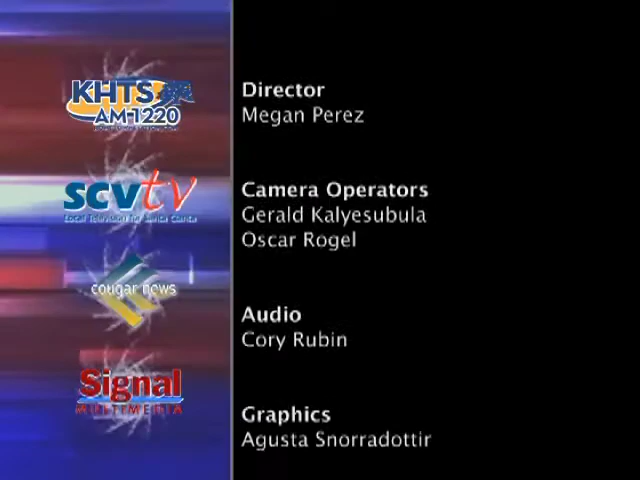 KHTS
AM 1220
scvtv
Local Television for Santa Clarita
cougar news
Signal
MULTIMEDIA
Director
Megan Perez
Camera Operators
Gerald Kalyesubula
Oscar Rogel
Audio
Cory Rubin
Graphics
Agusta Snorradottir